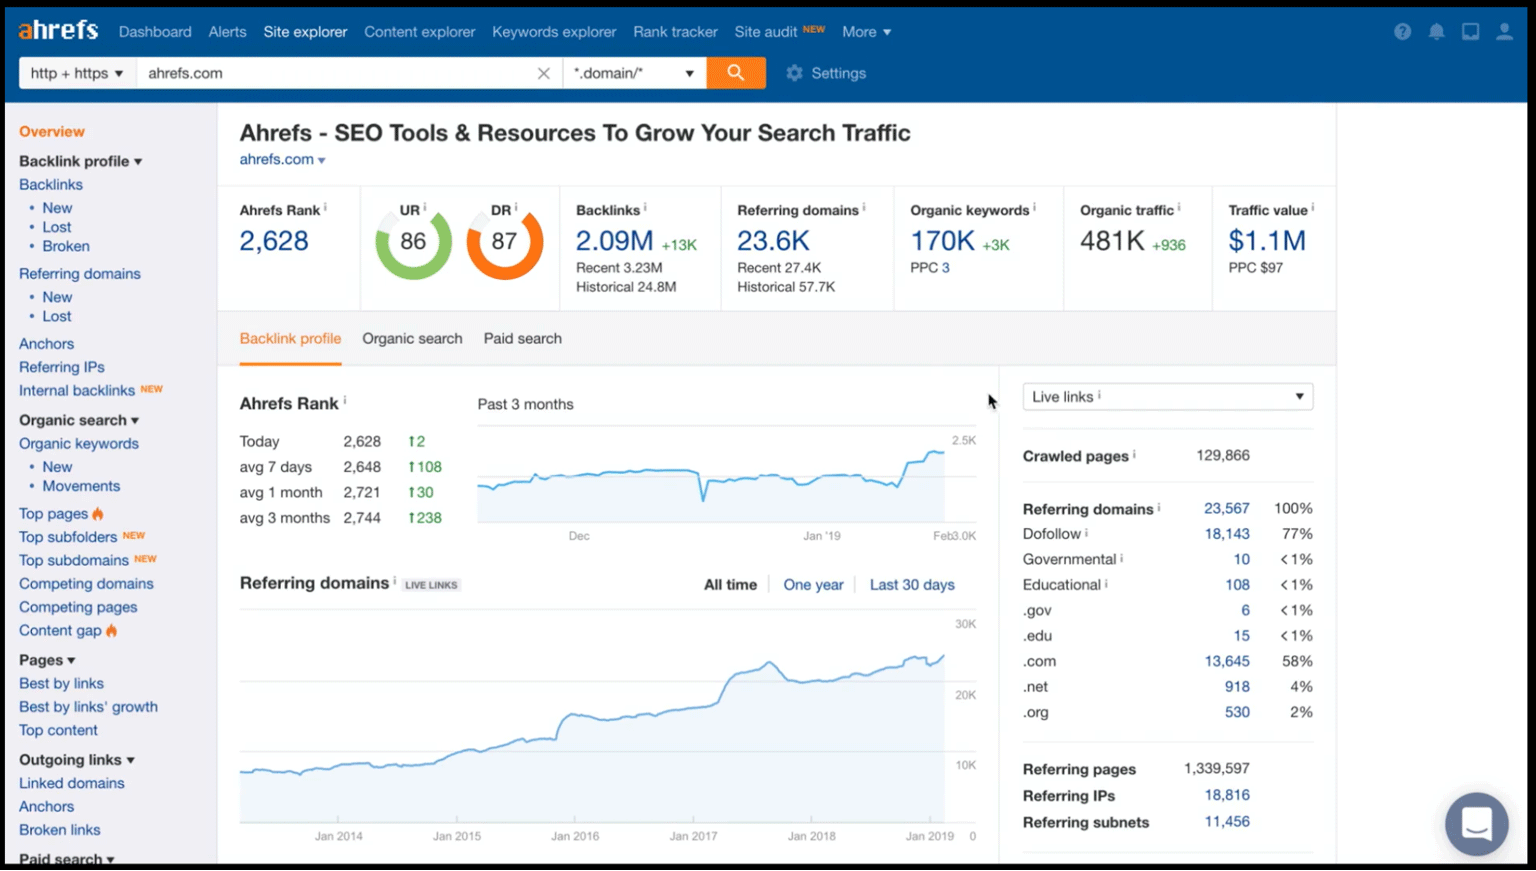 ahrefs Dashboard Alerts Site explorer Content explorer Keywords explorer Rank tracker Site audit NEW More
http + https ahrefs.com *.domain/* Settings
Overview
Backlink profile
Backlinks
• New
• Lost
• Broken
Referring domains
• New
• Lost
Anchors
Referring IPs
Internal backlinks NEW
Organic search
Organic keywords
• New
• Movements
Top pages
Top subfolders NEW
Top subdomains NEW
Competing domains
Competing pages
Content gap
Pages
Best by links
Best by links' growth
Top content
Outgoing links
Linked domains
Anchors
Broken links
Paid search
Ahrefs - SEO Tools & Resources To Grow Your Search Traffic
ahrefs.com
Ahrefs Rank i
2,628
UR i
86
DR i
87
Backlinks i
2.09M +13K
Recent 3.23M
Historical 24.8M
Referring domains i
23.6K
Recent 27.4K
Historical 57.7K
Organic keywords i
170K +3K
PPC 3
Organic traffic i
481K +936
Traffic value i
$1.1M
PPC $97
Backlink profile Organic search Paid search
Ahrefs Rank i
Today 2,628 ↑2
avg 7 days 2,648 ↑108
avg 1 month 2,721 ↑30
avg 3 months 2,744 ↑238
Past 3 months
2.5K
Dec Jan '19 Feb3.0K
Referring domains i LIVE LINKS
All time One year Last 30 days
30K
20K
10K
Jan 2014 Jan 2015 Jan 2016 Jan 2017 Jan 2018 Jan 2019 0
Live links i
Crawled pages i 129,866
Referring domains i 23,567 100%
Dofollow i 18,143 77%
Governmental i 10 <1%
Educational i 108 <1%
.gov 6 <1%
.edu 15 <1%
.com 13,645 58%
.net 918 4%
.org 530 2%
Referring pages 1,339,597
Referring IPs 18,816
Referring subnets 11,456